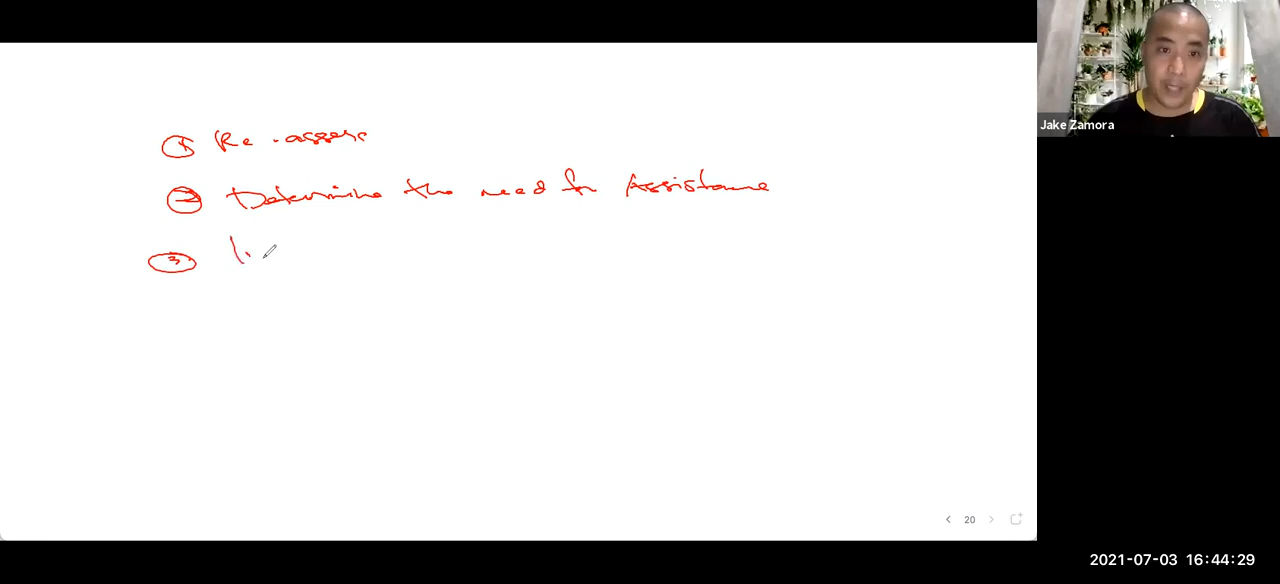 ① Re-assess
② Determine the need for Assistance
③
Jake Zamora
20
2021-07-03 16:44:29